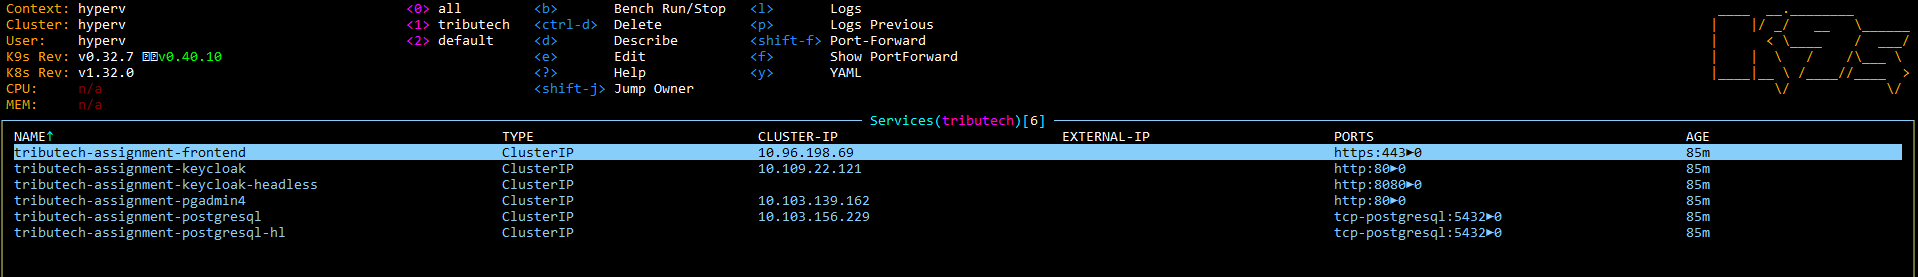 Context: hyperv <0> all <b> Bench Run/Stop <l> Logs
Cluster: hyperv <1> tributech <ctrl-d> Delete <p> Logs Previous
User: hyperv <2> default <d> Describe <shift-f> Port-Forward
K9s Rev: v0.32.7 v0.40.10 <e> Edit <f> Show PortForward
K8s Rev: v1.32.0 <?> Help <y> YAML
CPU: n/a <shift-j> Jump Owner
MEM: n/a
Services(tributech)[6]
NAME↑ TYPE CLUSTER-IP EXTERNAL-IP PORTS AGE
tributech-assignment-frontend ClusterIP 10.96.198.69 https:443►0 85m
tributech-assignment-keycloak ClusterIP 10.109.22.121 http:80►0 85m
tributech-assignment-keycloak-headless ClusterIP http:8080►0 85m
tributech-assignment-pgadmin4 ClusterIP 10.103.139.162 http:80►0 85m
tributech-assignment-postgresql ClusterIP 10.103.156.229 tcp-postgresql:5432►0 85m
tributech-assignment-postgresql-hl ClusterIP tcp-postgresql:5432►0 85m